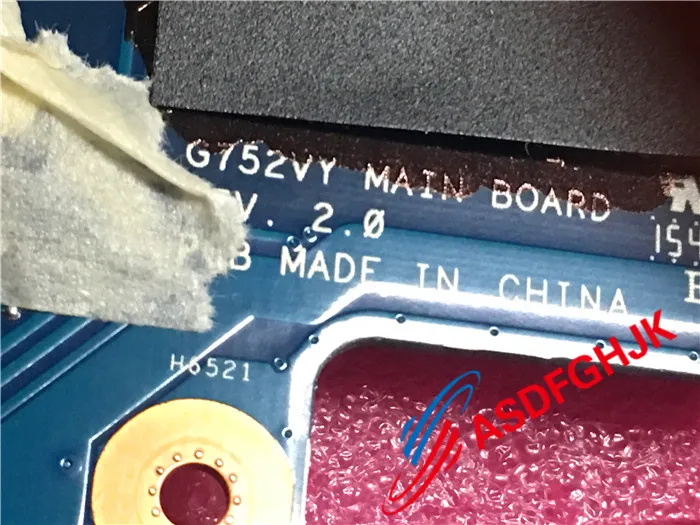 G752VY MAIN BOARD
V. 2.0
B MADE IN CHINA
H6521
ASDFGHJK